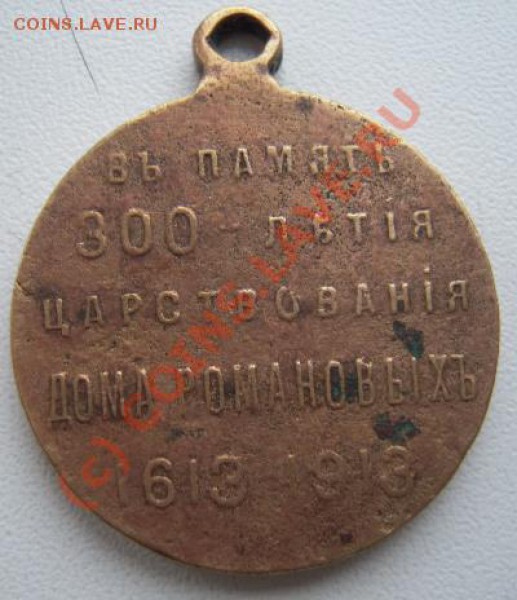 COINS.LAVE.RU
ВЪ ПАМЯТЬ
300-ЛѢТІЯ
ЦАРСТВОВАНІЯ
ДОМА РОМАНОВЫХЪ
1613 1913
(c) COINS.LAVE.RU